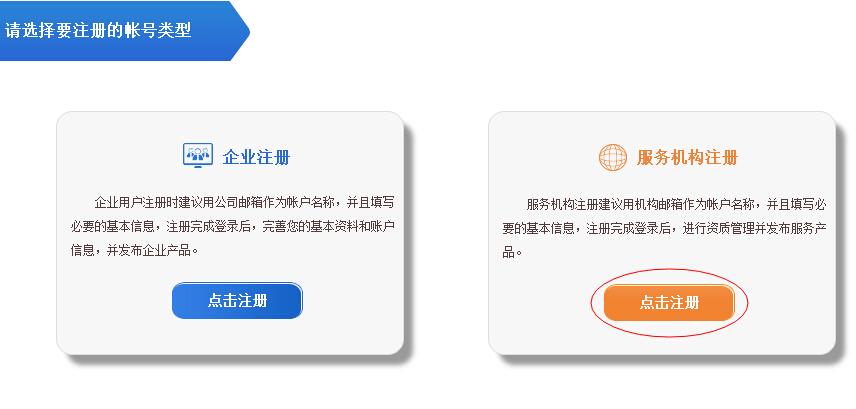 请选择要注册的帐号类型
企业注册
企业用户注册时建议用公司邮箱作为帐户名称，并且填写
必要的基本信息，注册完成登录后，完善您的基本资料和账户
信息，并发布企业产品。
点击注册
服务机构注册
服务机构注册建议用机构邮箱作为帐户名称，并且填写必
要的基本信息，注册完成登录后，进行资质管理并发布服务产
品。
点击注册